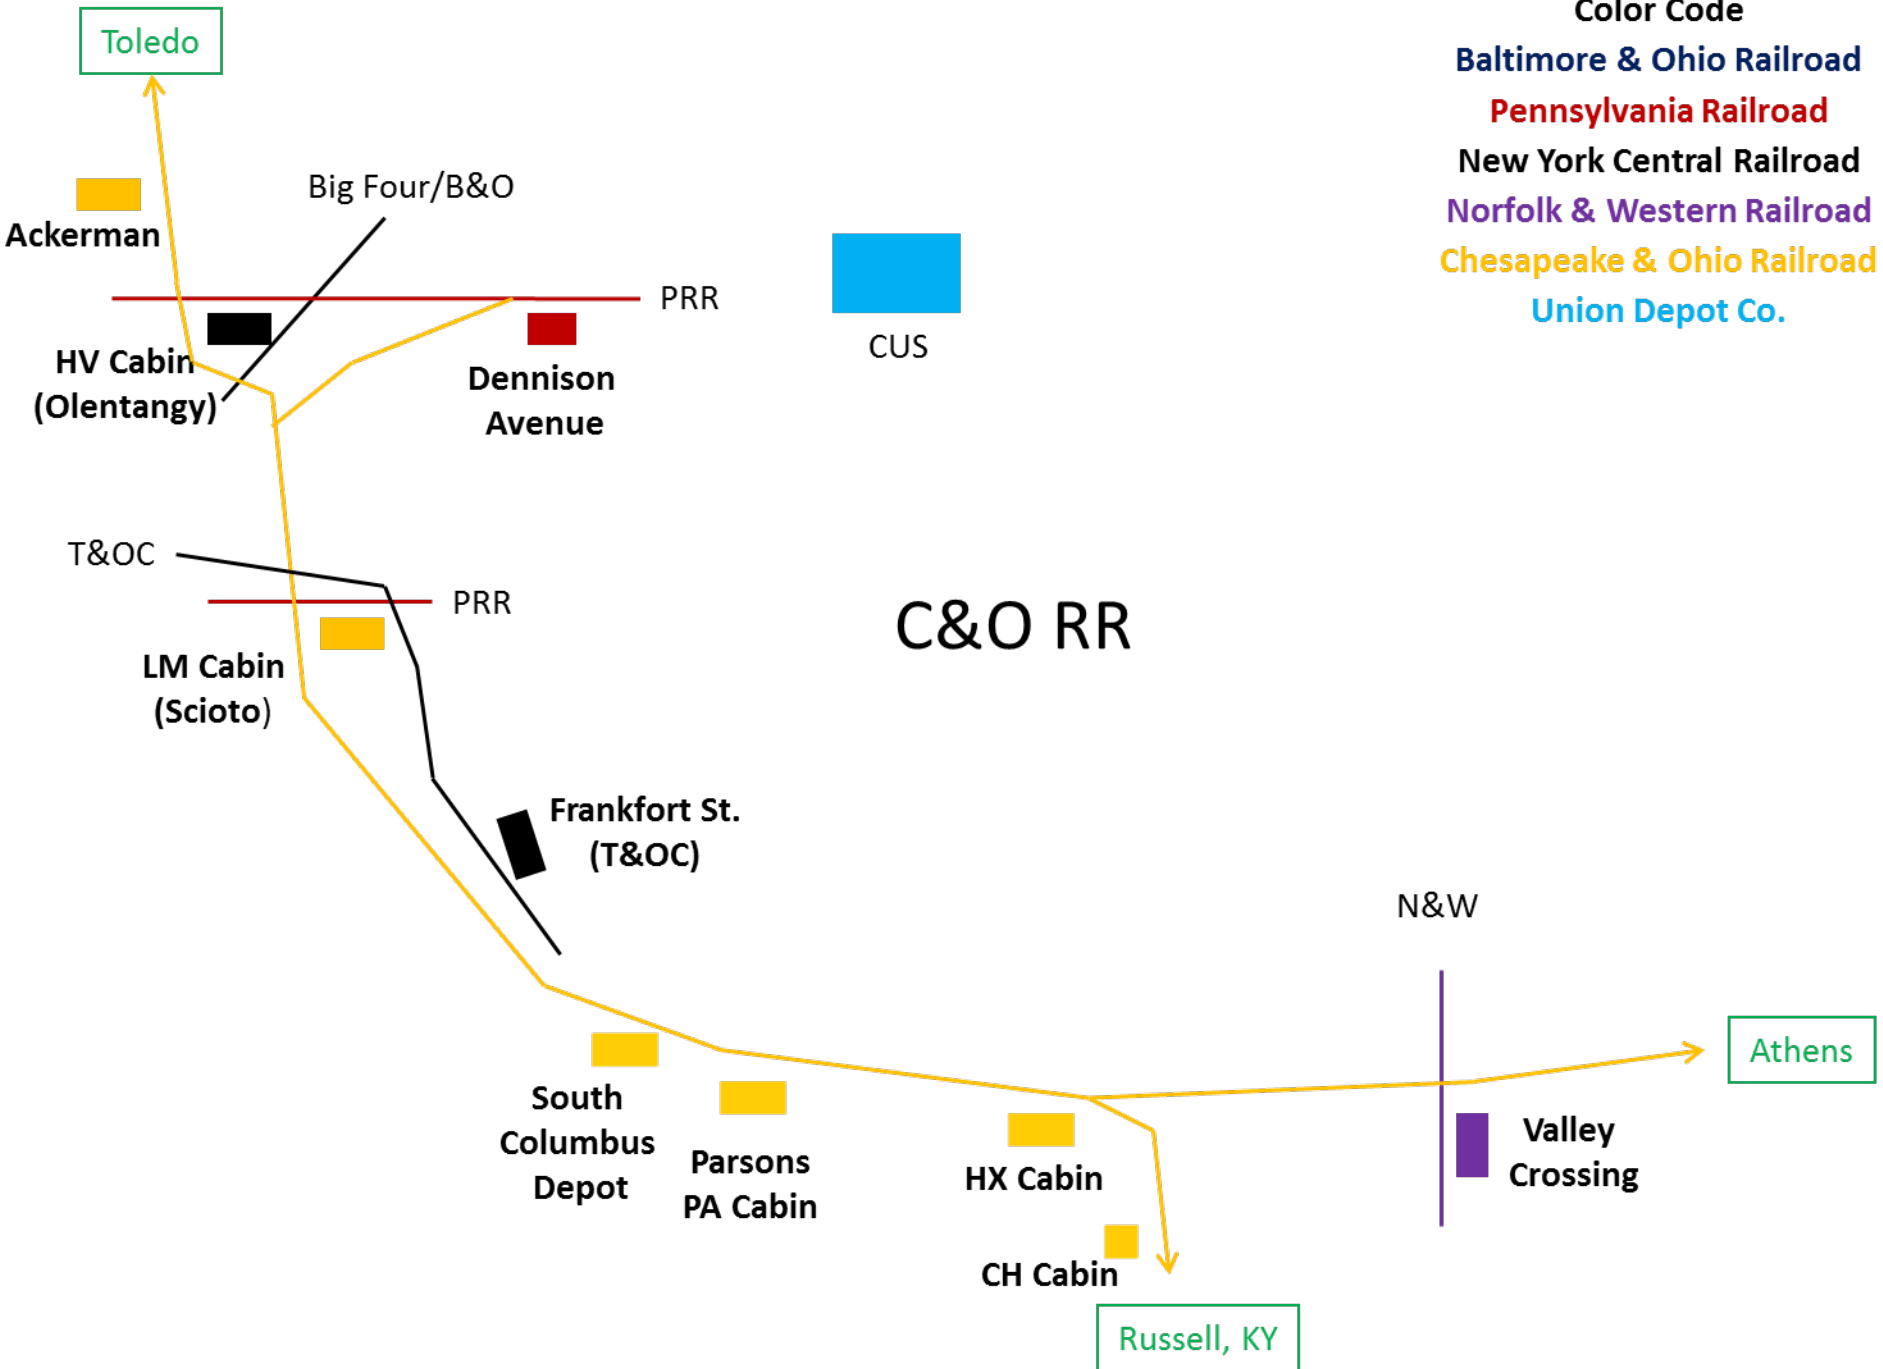 Toledo
Color Code
Baltimore & Ohio Railroad
Pennsylvania Railroad
New York Central Railroad
Norfolk & Western Railroad
Chesapeake & Ohio Railroad
Union Depot Co.
Ackerman
Big Four/B&O
PRR
HV Cabin
(Olentangy)
Dennison
Avenue
CUS
T&OC
PRR
LM Cabin
(Scioto)
C&O RR
Frankfort St.
(T&OC)
N&W
South
Columbus
Depot
Parsons
PA Cabin
HX Cabin
CH Cabin
Valley
Crossing
Athens
Russell, KY